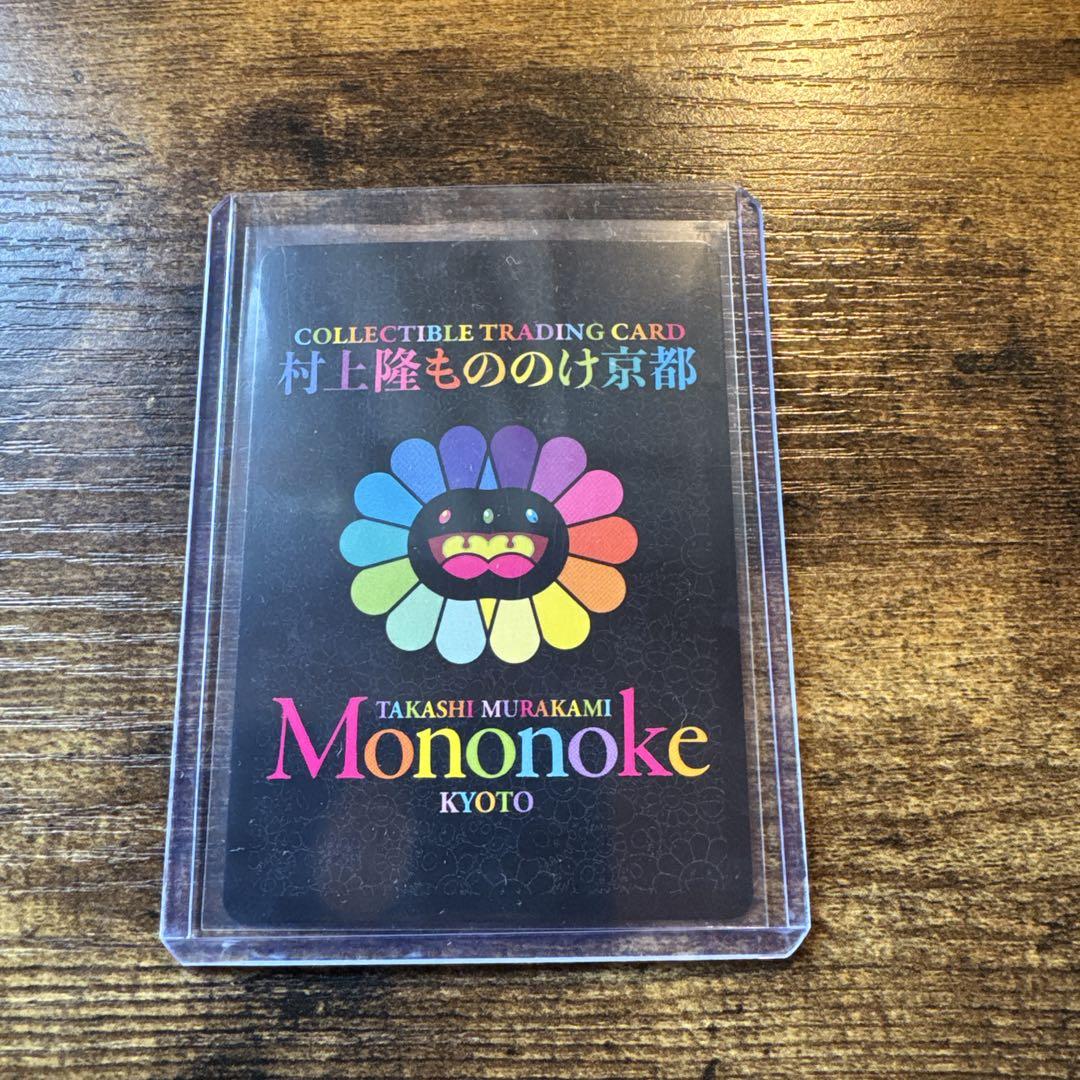 COLLECTIBLE TRADING CARD
村上隆もののけ京都
TAKASHI MURAKAMI
Mononoke
KYOTO